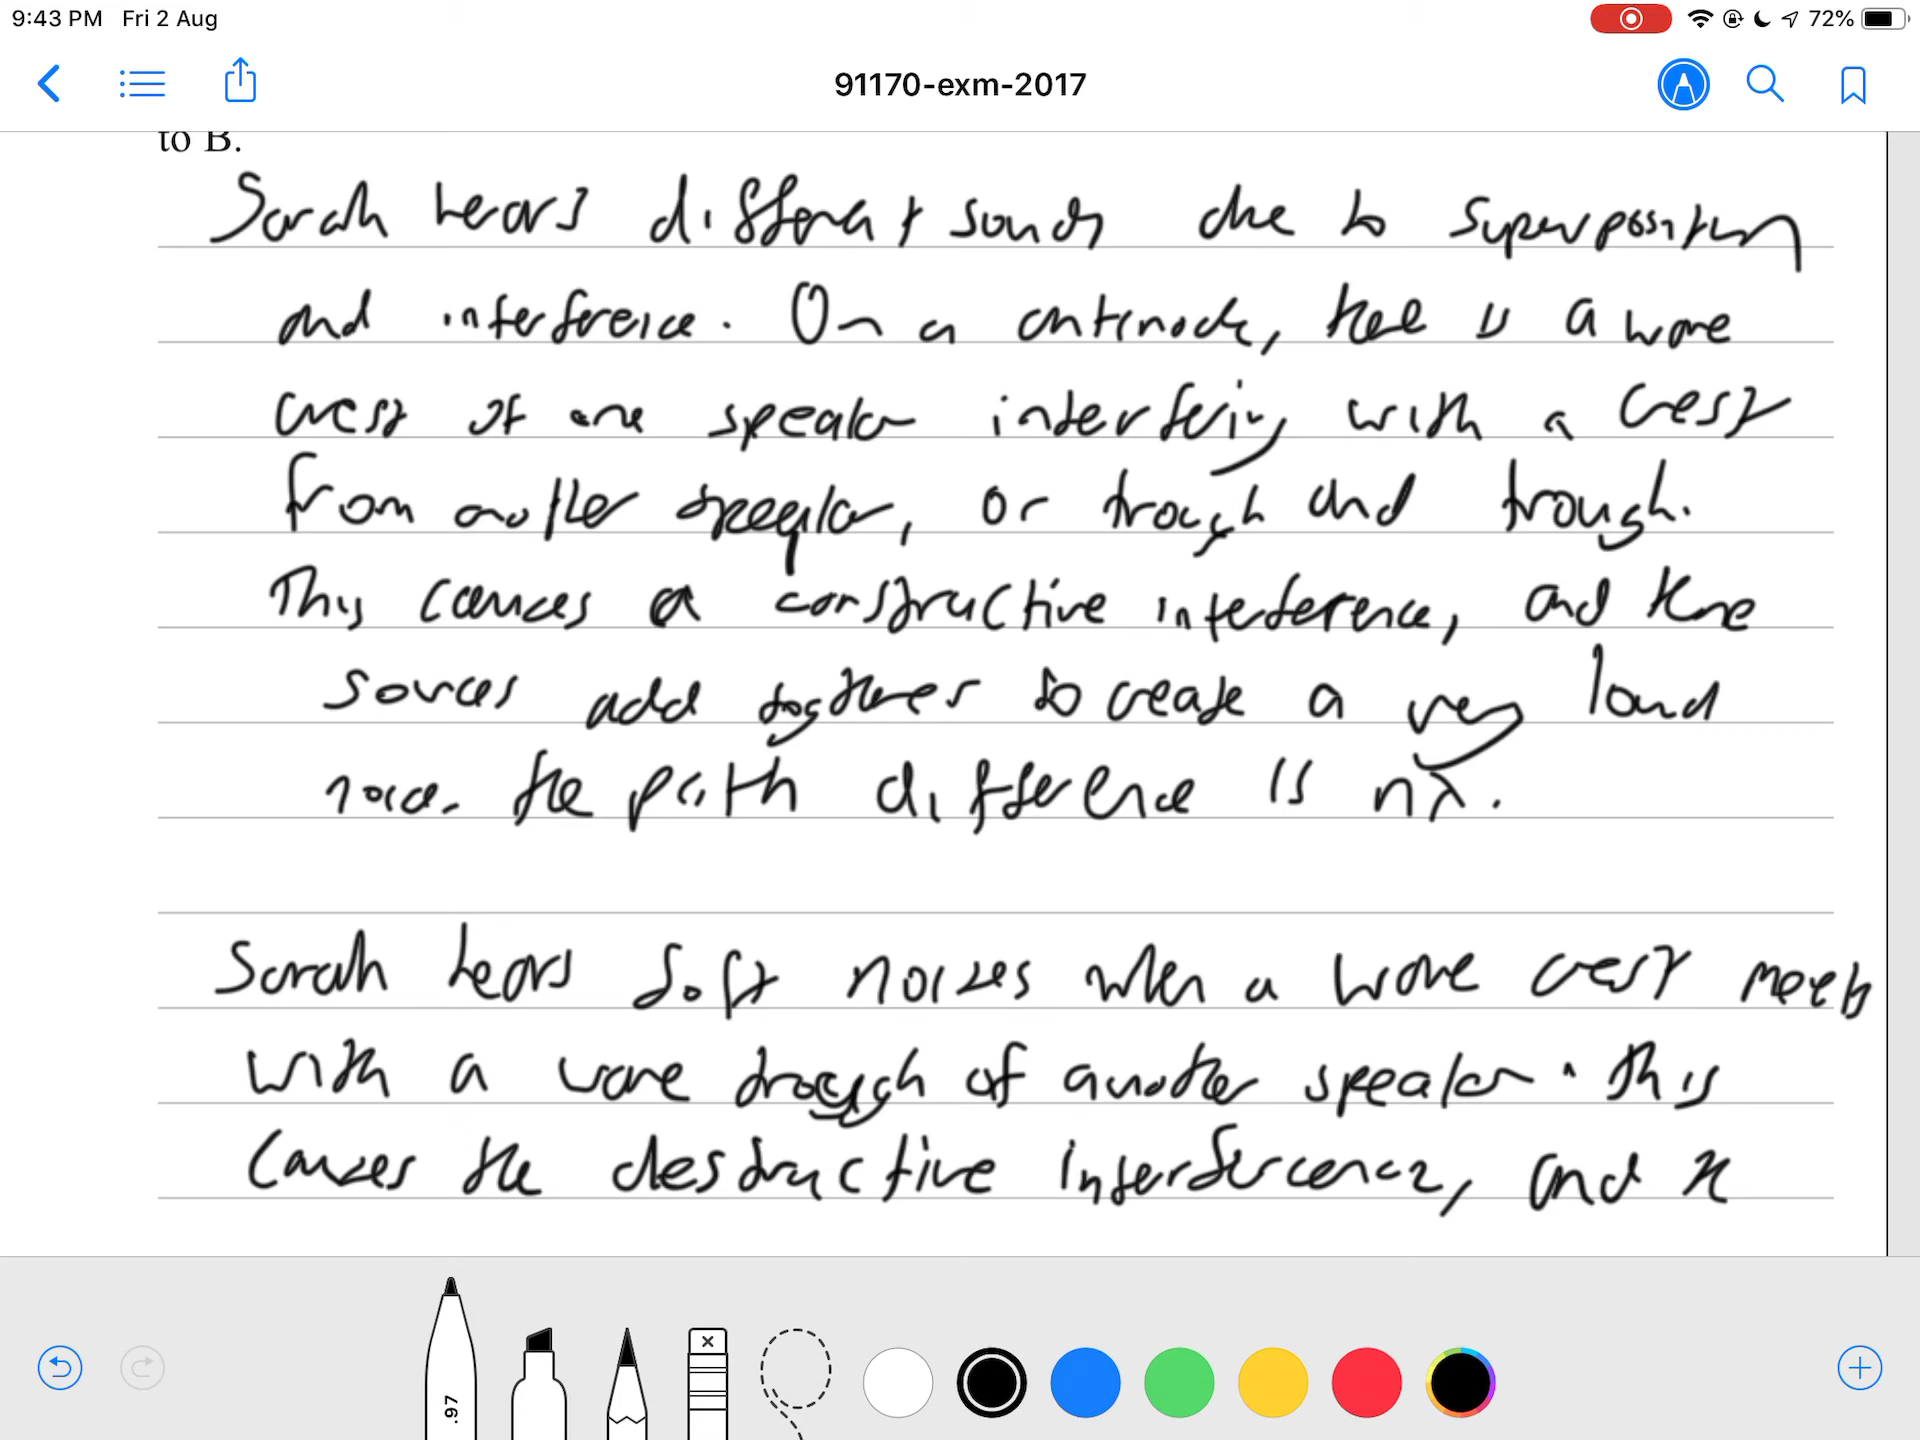 9:43 PM Fri 2 Aug 72%
91170-exm-2017
to B.
Sarah hears different sounds due to superposition
and interference. On a antinode, there is a wave
crest of one speaker interfering with a crest
from another speaker, or trough and trough.
This causes a constructive interference, and the
sources add together to create a very loud
noise. the path difference is nλ.
Sarah hears soft noizes when a wave crest meets
with a wave trough of another speaker. this
causes the destructive interference, and
.97